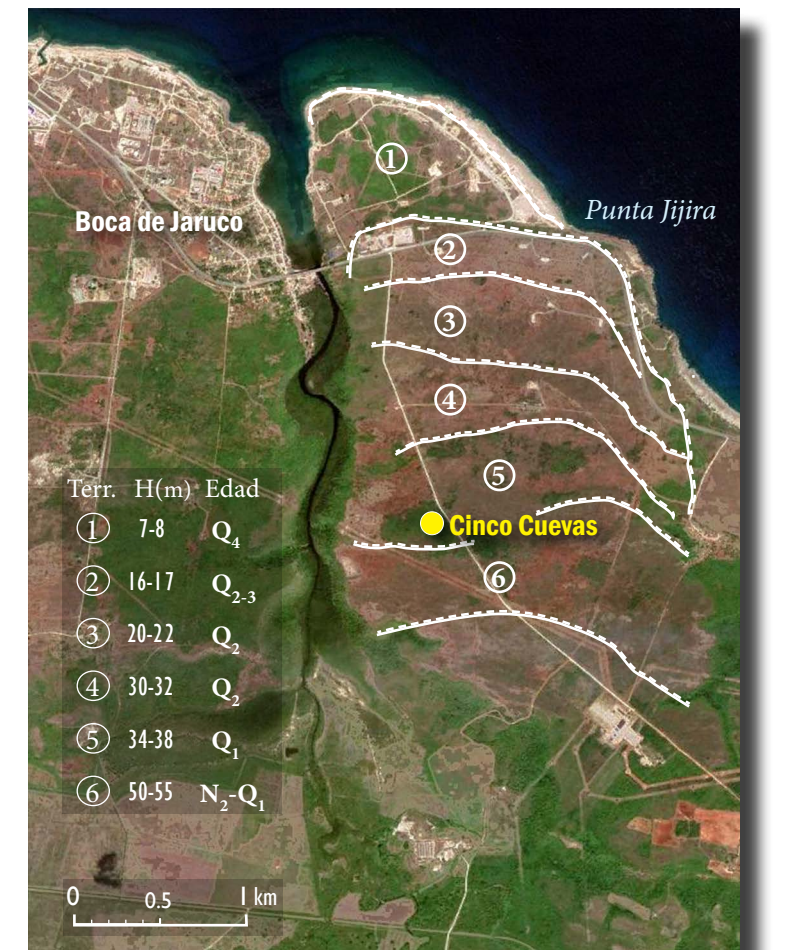 ①
Punta Jijira
Boca de Jaruco
②
③
④
⑤
Cinco Cuevas
⑥
Terr. H(m) Edad
① 7-8 Q₄
② 16-17 Q₂₋₃
③ 20-22 Q₂
④ 30-32 Q₂
⑤ 34-38 Q₁
⑥ 50-55 N₂-Q₁
0 0.5 1 km